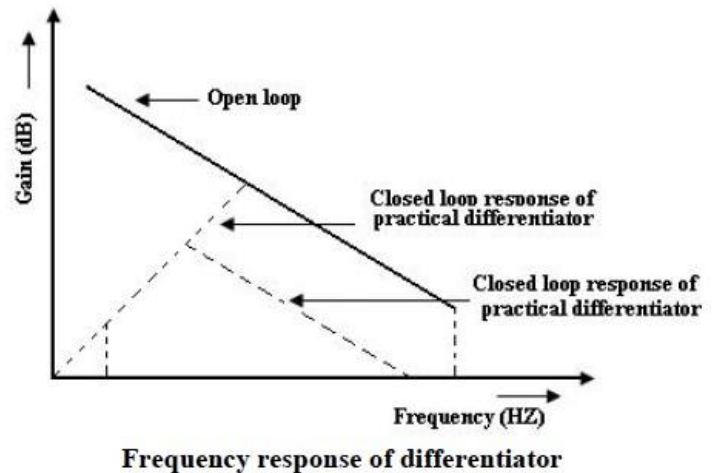 Gain (dB)
Open loop
Closed loop response of
practical differentiator
Closed loop response of
practical differentiator
Frequency (HZ)
Frequency response of differentiator